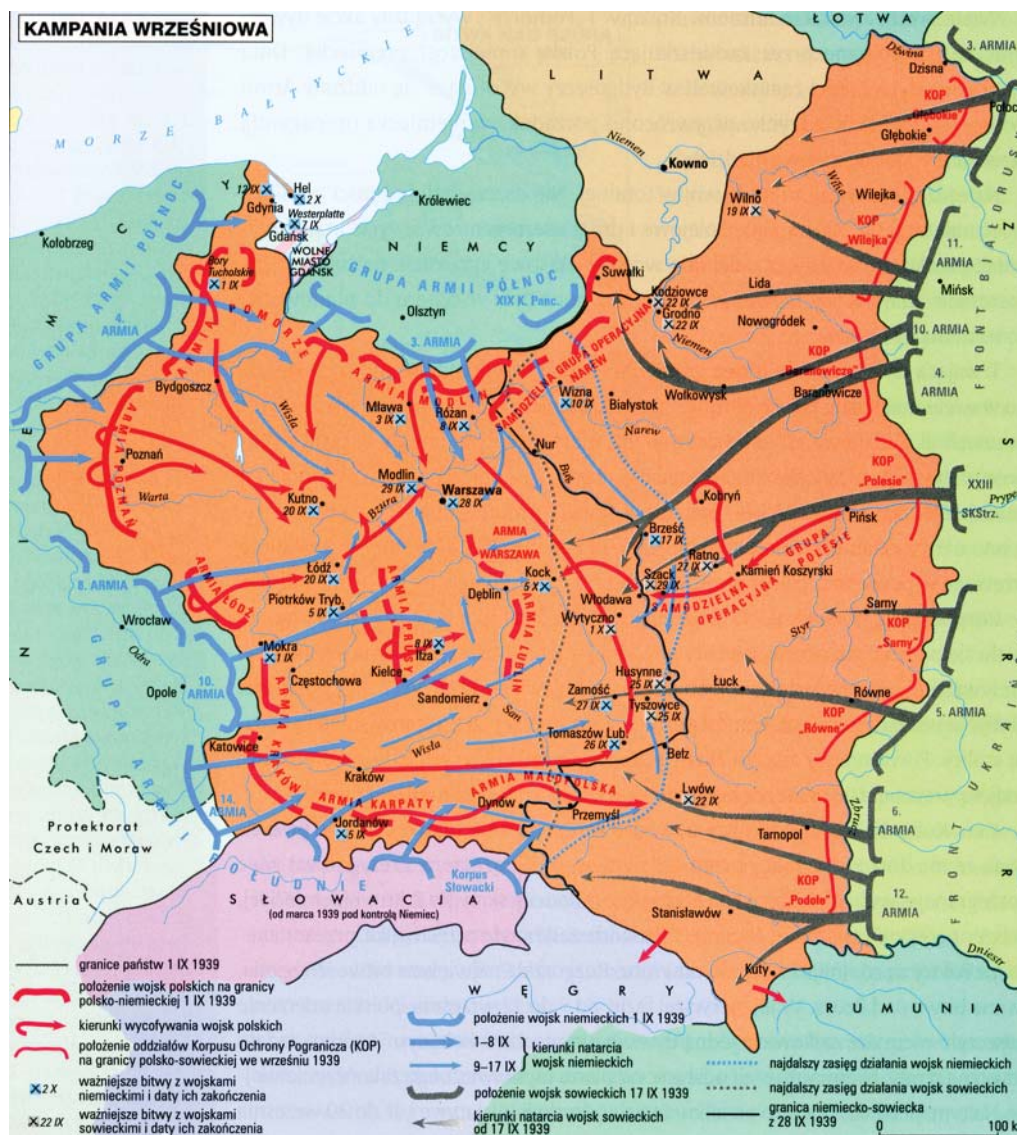 KAMPANIA WRZEŚNIOWA
MORZE BAŁTYCKIE
ŁOTWA
LITWA
Dźwina
Dzisna
3. ARMIA
Połock
KOP
„Głębokie"
Głębokie
Niemen
Kowno
Wilno
19 IX
Wilia
Wilejka
KOP
„Wilejka"
11.
ARMIA
Mińsk
FRONT BIAŁORUSKI
12 IX
Hel
2 X
Gdynia
Westerplatte
7 IX
Gdańsk
WOLNE
MIASTO
GDAŃSK
Królewiec
NIEMCY
GRUPA ARMII PÓŁNOC
XIX K. Panc.
Olsztyn
3. ARMIA
Kołobrzeg
GRUPA ARMII PÓŁNOC
4. ARMIA
Bory
Tucholskie
1 IX
ARMIA POMORZE
Bydgoszcz
Wisła
ARMIA MODLIN
Mława
3 IX
Różan
8 IX
SAMODZIELNA GRUPA OPERACYJNA
NAREW
Suwałki
Kodziowce
22 IX
Grodno
22 IX
Niemen
Lida
Nowogródek
10. ARMIA
4.
ARMIA
KOP
Baranowicze"
Baranowicze
Wołkowysk
Wizna
10 IX
Białystok
Narew
Nur
Bug
ARMIA POZNAŃ
Poznań
Warta
Kutno
20 IX
Modlin
29 IX
Bzura
Warszawa
28 IX
ARMIA
WARSZAWA
Kobryń
Brześć
17 IX
KOP
„Polesie"
XXIII
SKStrz.
Pińsk
Ratno
27 IX
Kamień Koszyrski
SAMODZIELNA GRUPA
OPERACYJNA POLESIE
Szack
29 IX
Włodawa
Wytyczno
1 X
Kock
5 X
Dęblin
ARMIA LUBLIN
8. ARMIA
ARMIA ŁÓDŹ
Łódź
20 IX
Piotrków Tryb.
5 IX
ARMIA PRUSY
8 IX
Iłża
Kielce
Sandomierz
San
Wrocław
Odra
Opole
10.
ARMIA
GRUPA ARMII POŁUDNIE
Mokra
1 IX
Częstochowa
ARMIA KRAKÓW
Katowice
Kraków
Wisła
14.
ARMIA
ARMIA KARPATY
ARMIA MAŁOPOLSKA
Jordanów
5 IX
Dynów
Przemyśl
Korpus
Słowacki
Styr
Sarny
KOP
„Sarny"
Husynne
25 IX
Zamość
27 IX
Tyszowce
25 IX
Tomaszów Lub.
26 IX
Bełz
Łuck
Równe
KOP
„Równe"
5. ARMIA
FRONT UKRAIŃSKI
Lwów
22 IX
Tarnopol
Zbrucz
6.
ARMIA
KOP
„Podole"
12.
ARMIA
Stanisławów
Kuty
Dniestr
Protektorat
Czech i Moraw
Austria
SŁOWACJA
(od marca 1939 pod kontrolą Niemiec)
WĘGRY
RUMUN
granice państw 1 IX 1939
położenie wojsk polskich na granicy
polsko-niemieckiej 1 IX 1939
kierunki wycofywania wojsk polskich
położenie oddziałów Korpusu Ochrony Pogranicza (KOP)
na granicy polsko-sowieckiej we wrześniu 1939
2 X
ważniejsze bitwy z wojskami
niemieckimi i daty ich zakończenia
22 IX
ważniejsze bitwy z wojskami
sowieckimi i daty ich zakończenia
położenie wojsk niemieckich 1 IX 1939
1–8 IX
9–17 IX
kierunki natarcia
wojsk niemieckich
położenie wojsk sowieckich 17 IX 1939
kierunki natarcia wojsk sowieckich
od 17 IX 1939
najdalszy zasięg działania wojsk niemieckich
najdalszy zasięg działania wojsk sowieckich
granica niemiecko-sowiecka
z 28 IX 1939
0
100 k